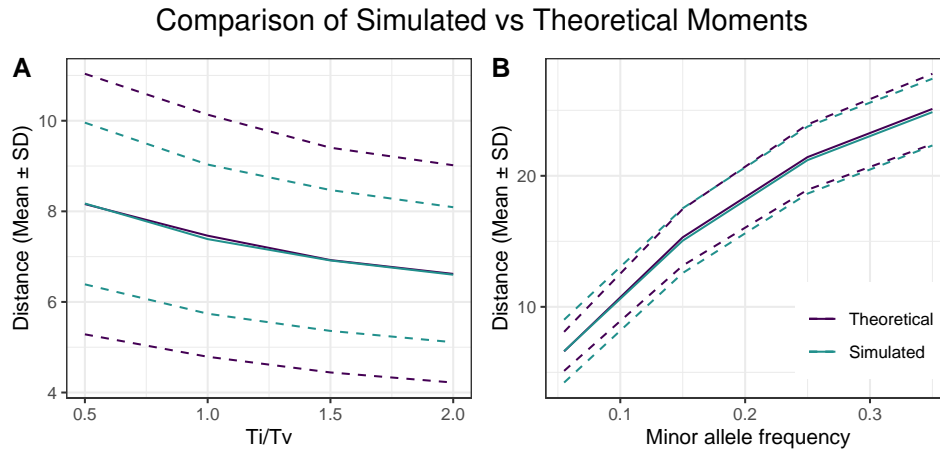 Comparison of Simulated vs Theoretical Moments
A
B
Distance (Mean ± SD)
10
8
6
4
0.5
1.0
1.5
2.0
Ti/Tv
Distance (Mean ± SD)
20
10
0.1
0.2
0.3
Minor allele frequency
Theoretical
Simulated